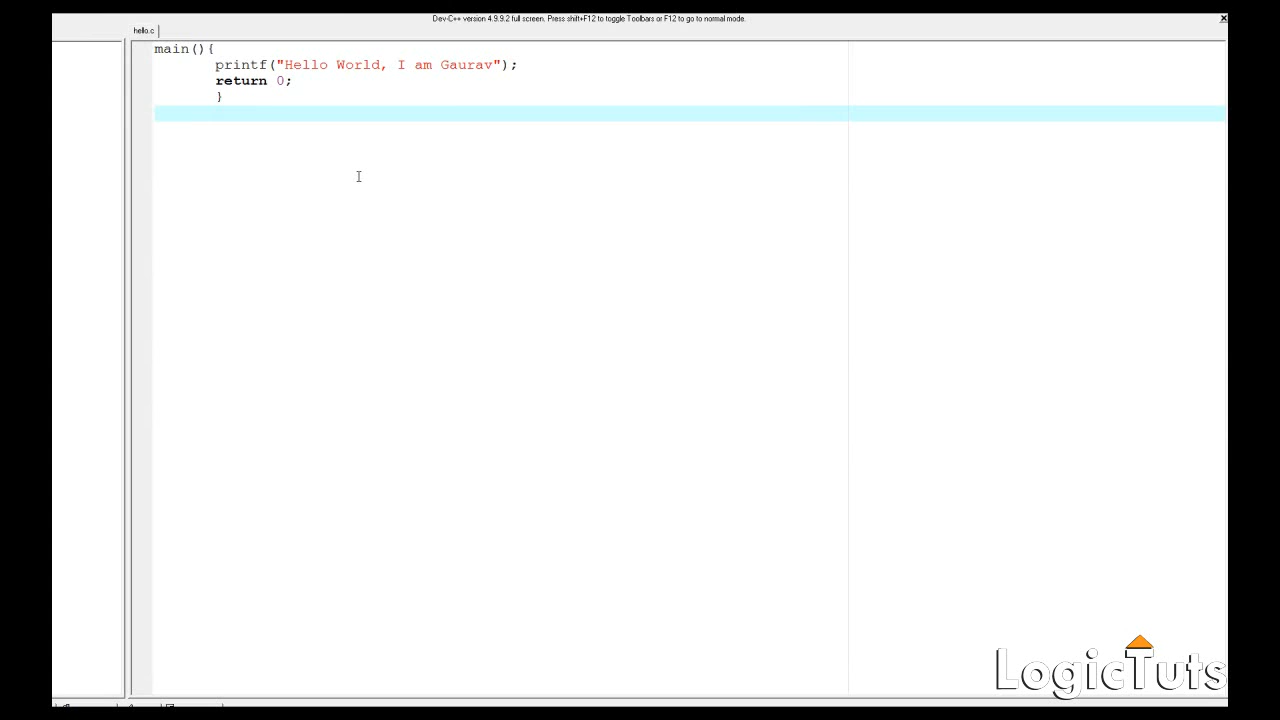 Dev-C++ version 4.9.9.2 full screen. Press shift+F12 to toggle Toolbars or F12 to go to normal mode.
hello.c
main(){
printf("Hello World, I am Gaurav");
return 0;
}
LogicTuts